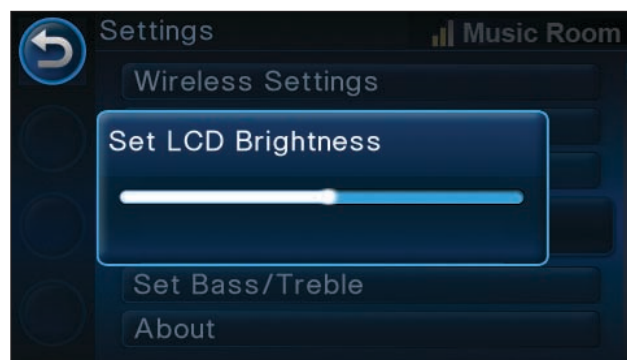 Settings
Music Room
Wireless Settings
Set LCD Brightness
Set Bass/Treble
About